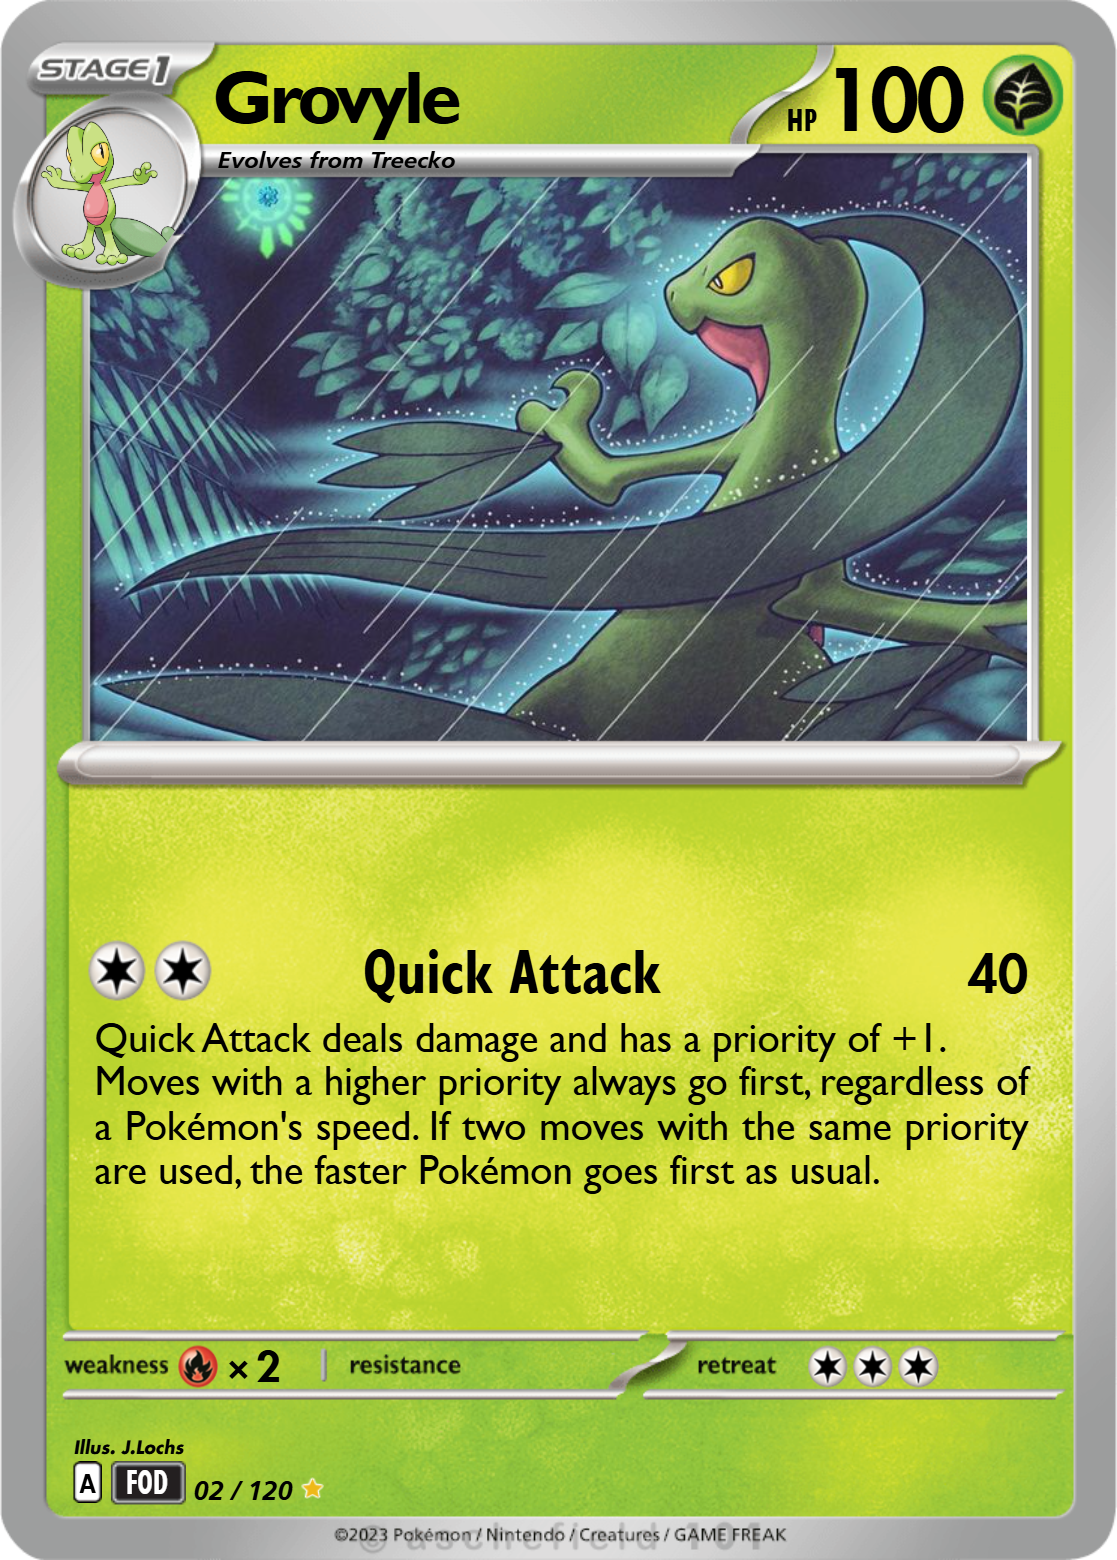 STAGE1
Grovyle
HP 100
Evolves from Treecko
Quick Attack 40
Quick Attack deals damage and has a priority of +1.
Moves with a higher priority always go first, regardless of
a Pokémon's speed. If two moves with the same priority
are used, the faster Pokémon goes first as usual.
weakness × 2 resistance retreat
Illus. J.Lochs
A FOD 02 / 120
©2023 Pokémon / Nintendo / Creatures / GAME FREAK